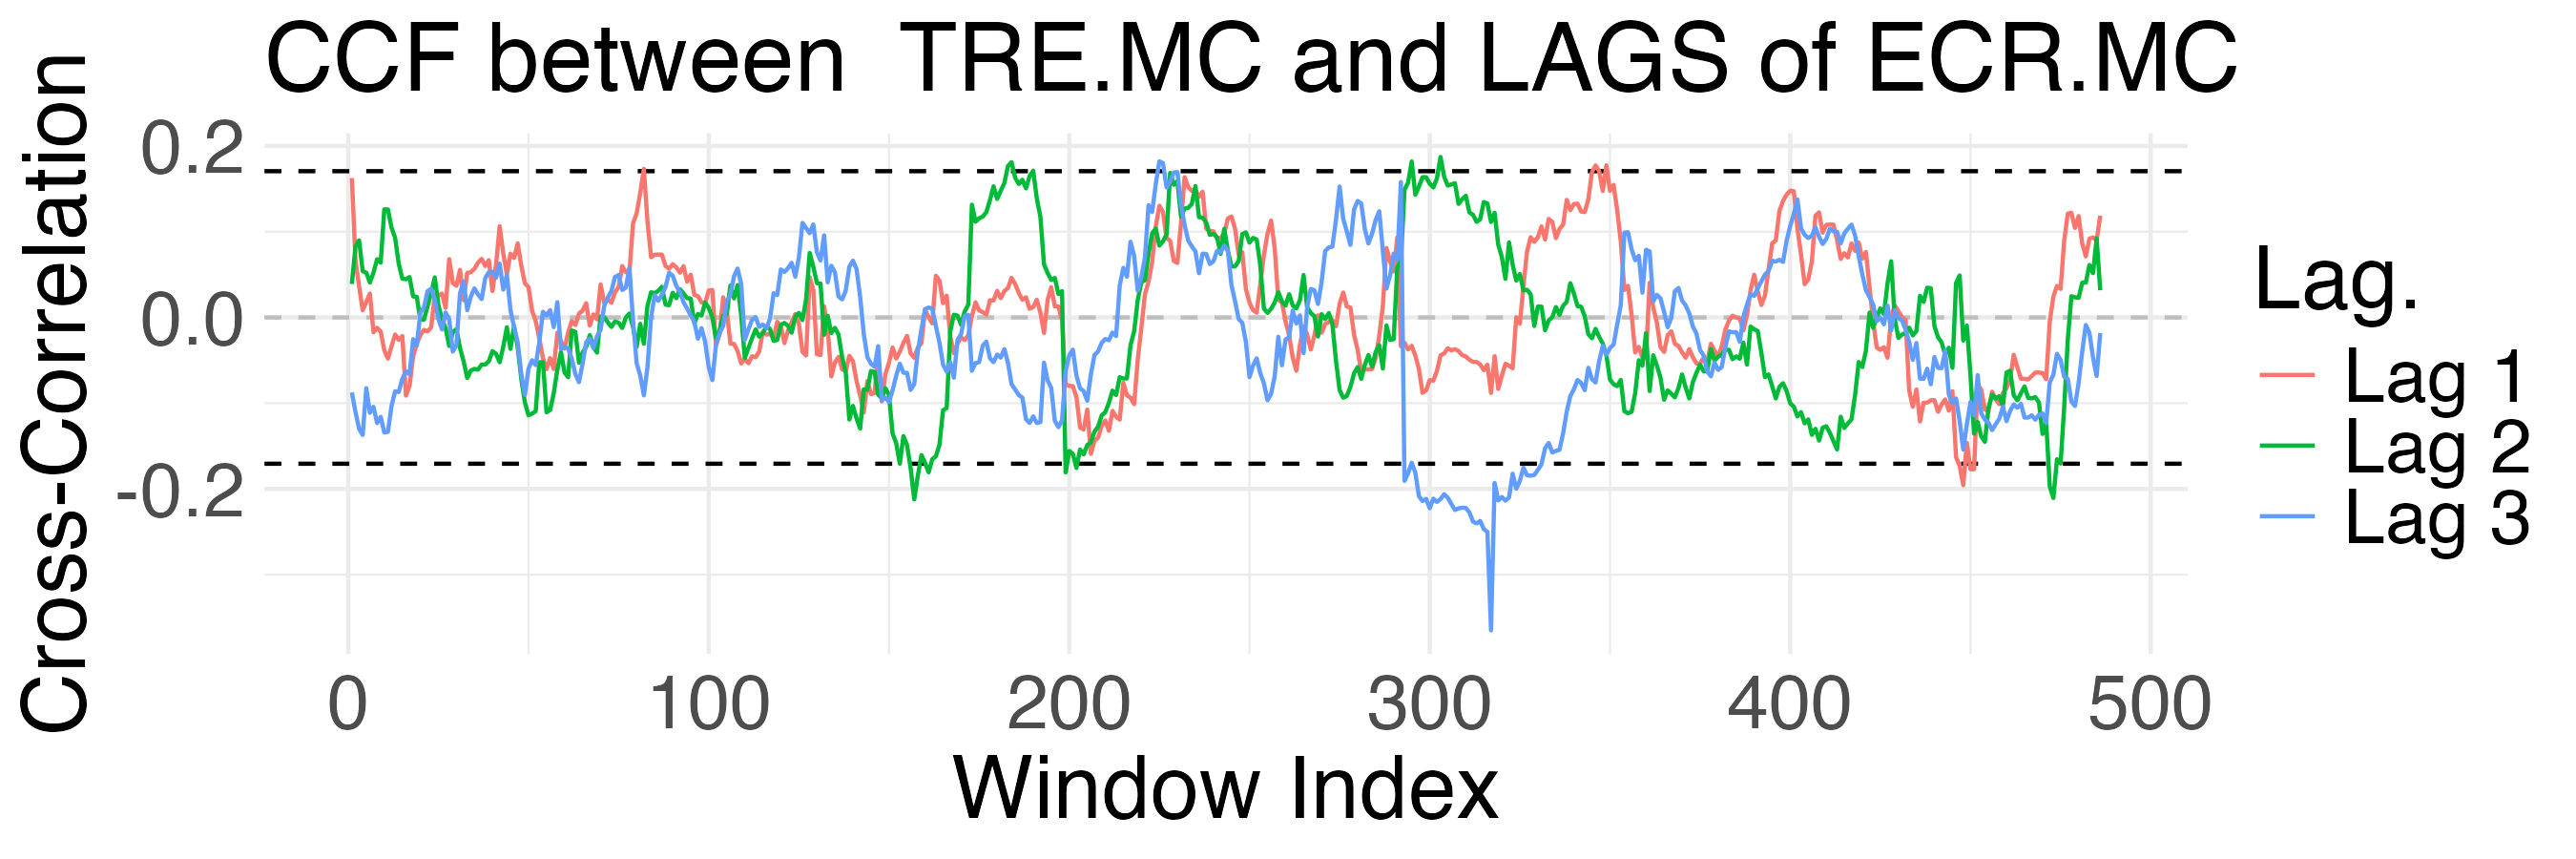 CCF between  TRE.MC and LAGS of ECR.MC
Cross-Correlation
0.2
0.0
-0.2
0 100 200 300 400 500
Window Index
Lag.
Lag 1
Lag 2
Lag 3